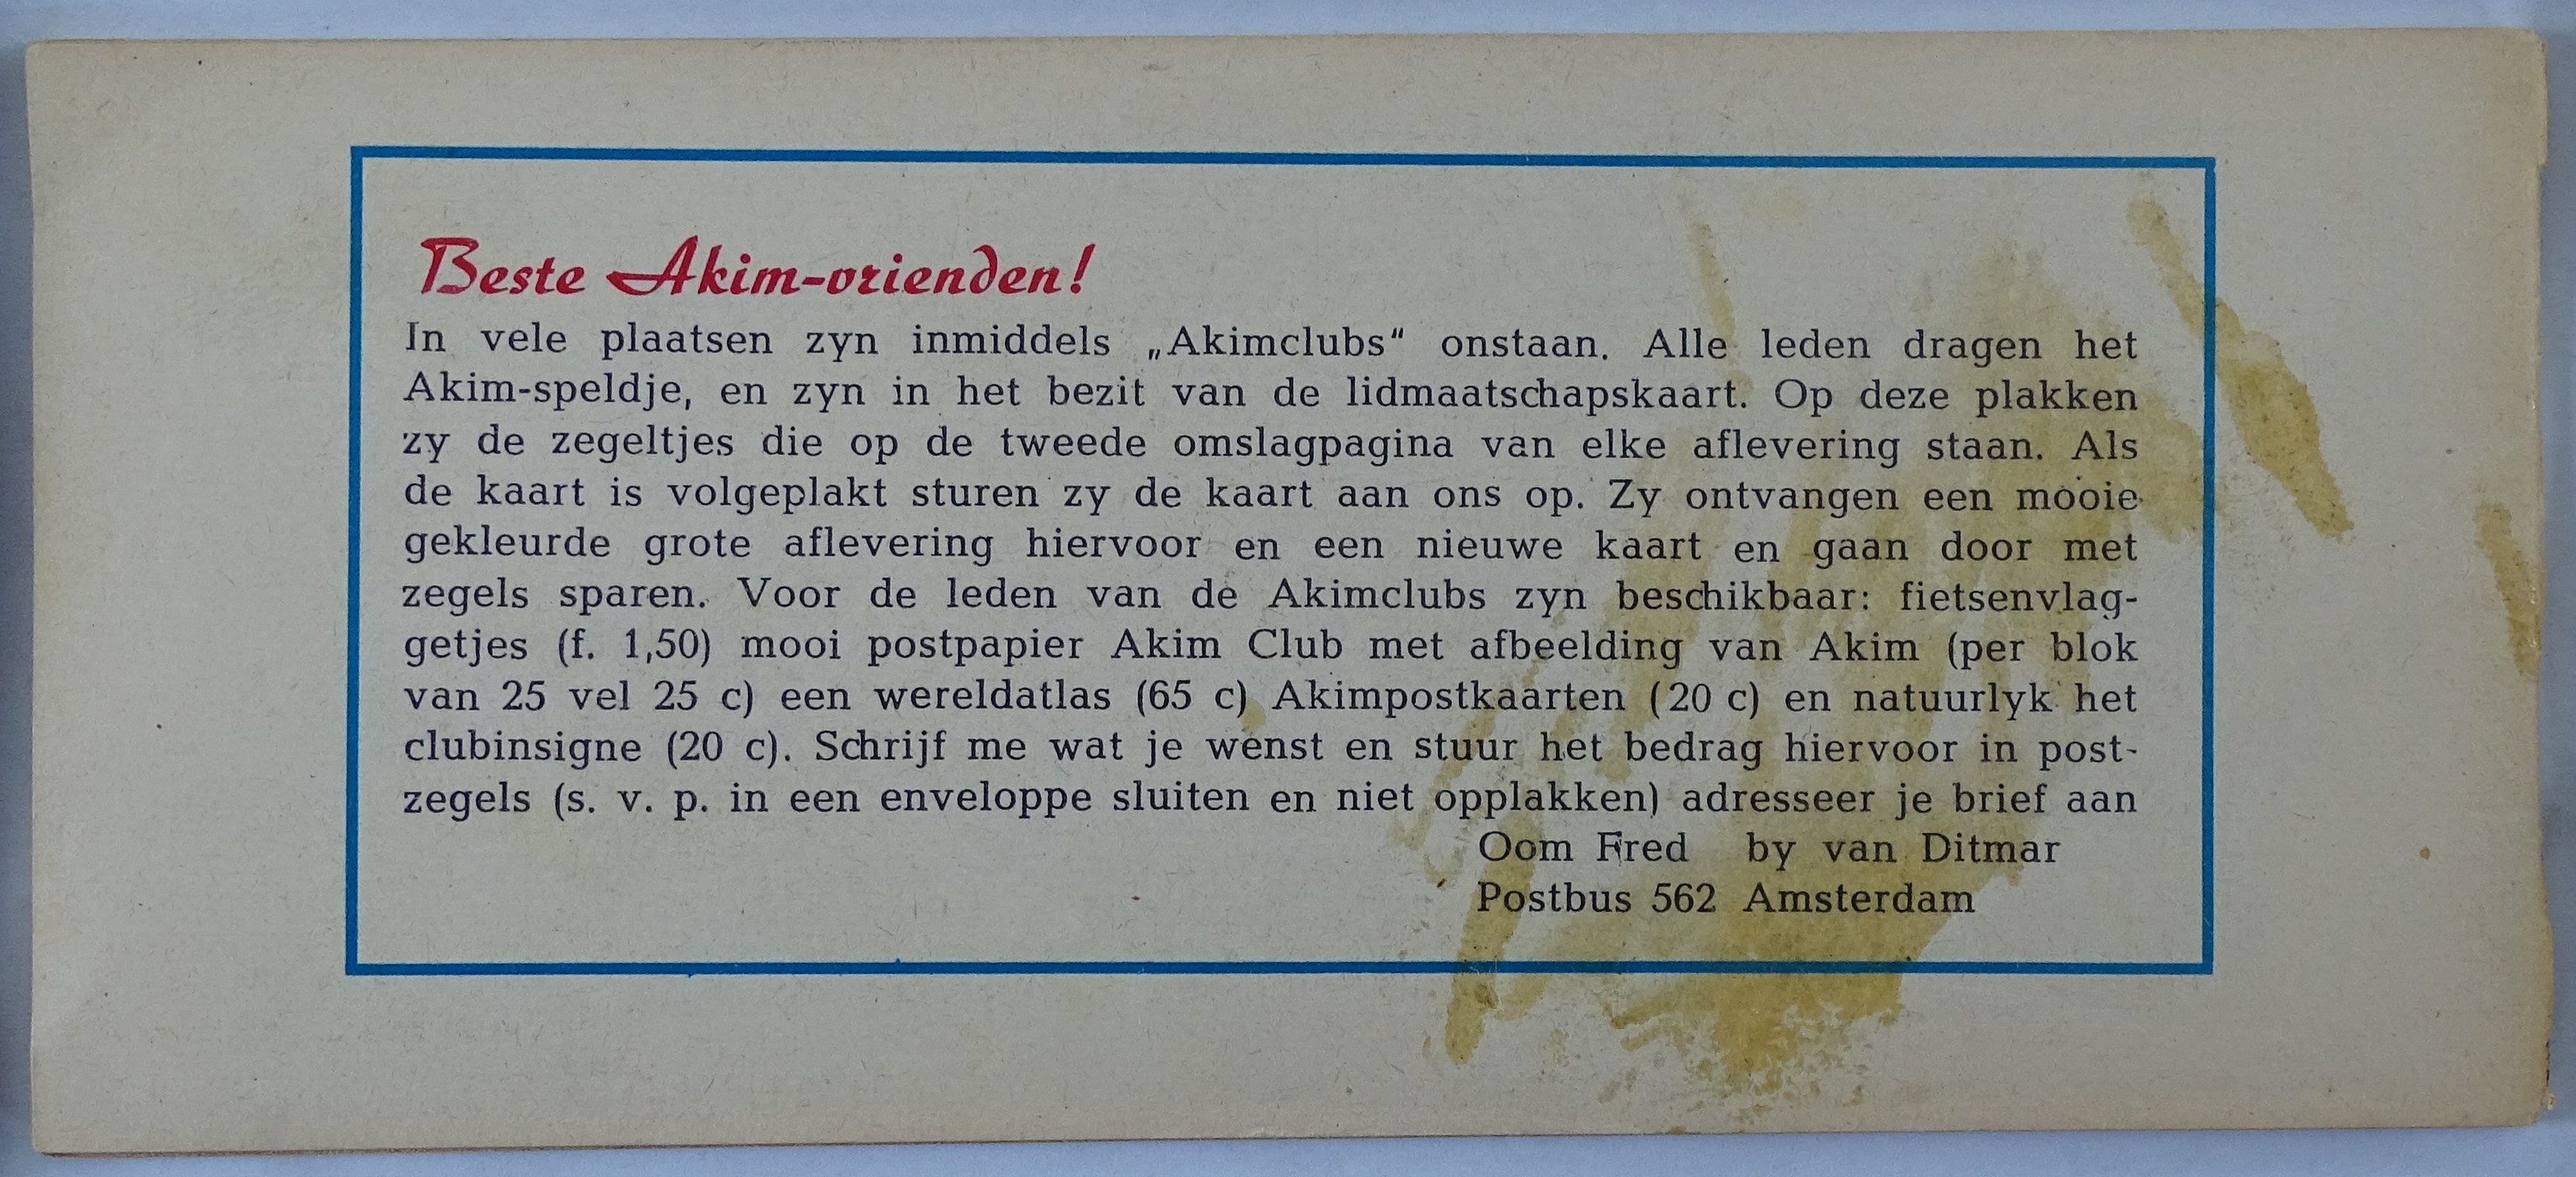 Beste Akim-vrienden!
In vele plaatsen zyn inmiddels „Akimclubs“ onstaan. Alle leden dragen het
Akim-speldje, en zyn in het bezit van de lidmaatschapskaart. Op deze plakken
zy de zegeltjes die op de tweede omslagpagina van elke aflevering staan. Als
de kaart is volgeplakt sturen zy de kaart aan ons op. Zy ontvangen een mooie
gekleurde grote aflevering hiervoor en een nieuwe kaart en gaan door met
zegels sparen. Voor de leden van de Akimclubs zyn beschikbaar: fietsenvlag-
getjes (f. 1,50) mooi postpapier Akim Club met afbeelding van Akim (per blok
van 25 vel 25 c) een wereldatlas (65 c) Akimpostkaarten (20 c) en natuurlyk het
clubinsigne (20 c). Schrijf me wat je wenst en stuur het bedrag hiervoor in post-
zegels (s. v. p. in een enveloppe sluiten en niet opplakken) adresseer je brief aan
Oom Fred by van Ditmar
Postbus 562 Amsterdam